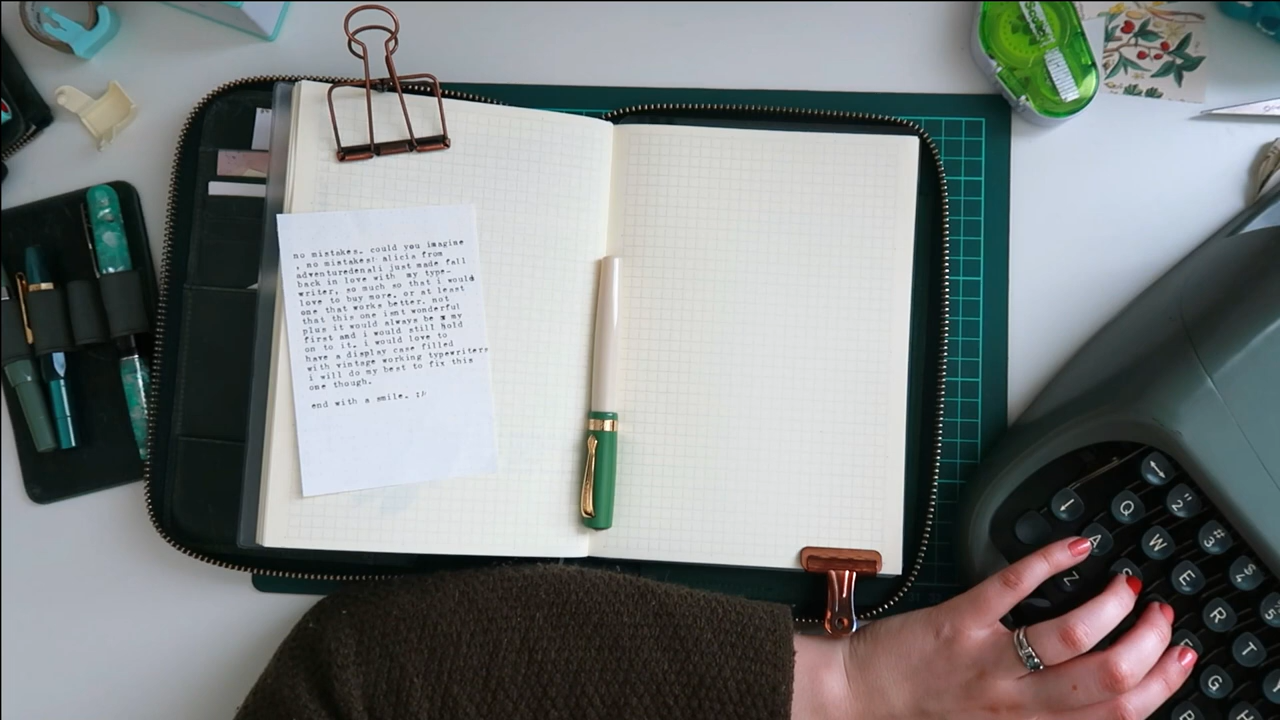 no mistakes. could you imagine
, no mistakes! alicia from
adventuredenali just made fall
back in love with my type-
writer, so much so that i would
love to buy more. or at least
one that works better. not
that this one isnt wonderful
plus it would always be m my
first and i would still hold
on to it. i would love to
have a display case filled
with vintage working typewriters
i will do my best to fix this
one though.
end with a smile. :)
Q
A
W
Z
S
E
R
T
G
2
3
$
5